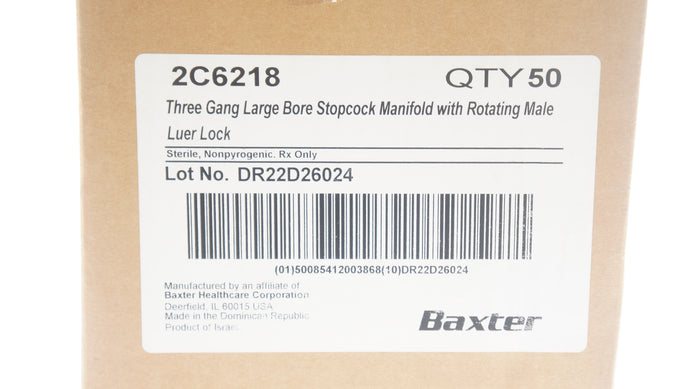 2C6218 QTY 50
Three Gang Large Bore Stopcock Manifold with Rotating Male
Luer Lock
Sterile, Nonpyrogenic. Rx Only
Lot No. DR22D26024
(01)50085412003868(10)DR22D26024
Manufactured by an affiliate of
Baxter Healthcare Corporation
Deerfield, IL 60015 USA
Made in the Dominican Republic
Product of Israel
Baxter